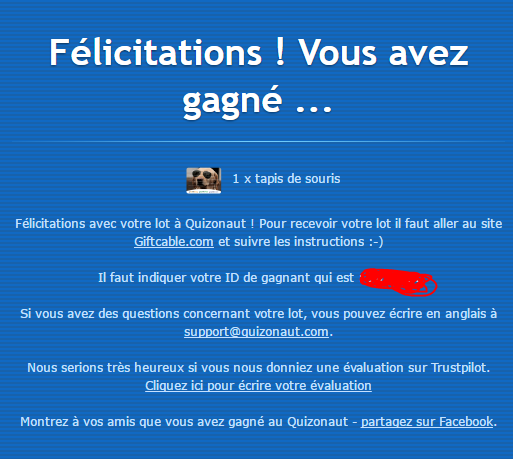 Félicitations ! Vous avez
gagné ...
1 x tapis de souris
Félicitations avec votre lot à Quizonaut ! Pour recevoir votre lot il faut aller au site
Giftcable.com et suivre les instructions :-)
Il faut indiquer votre ID de gagnant qui est
Si vous avez des questions concernant votre lot, vous pouvez écrire en anglais à
support@quizonaut.com.
Nous serions très heureux si vous nous donniez une évaluation sur Trustpilot.
Cliquez ici pour écrire votre évaluation
Montrez à vos amis que vous avez gagné au Quizonaut - partagez sur Facebook.